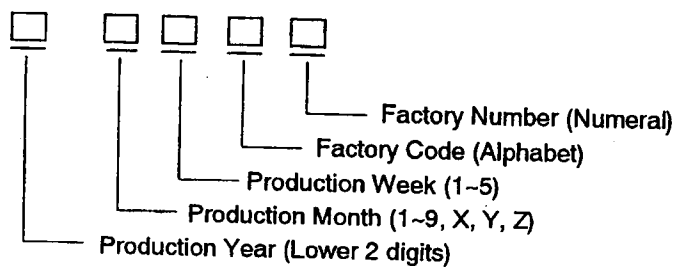 Factory Number (Numeral)
Factory Code (Alphabet)
Production Week (1~5)
Production Month (1~9, X, Y, Z)
Production Year (Lower 2 digits)